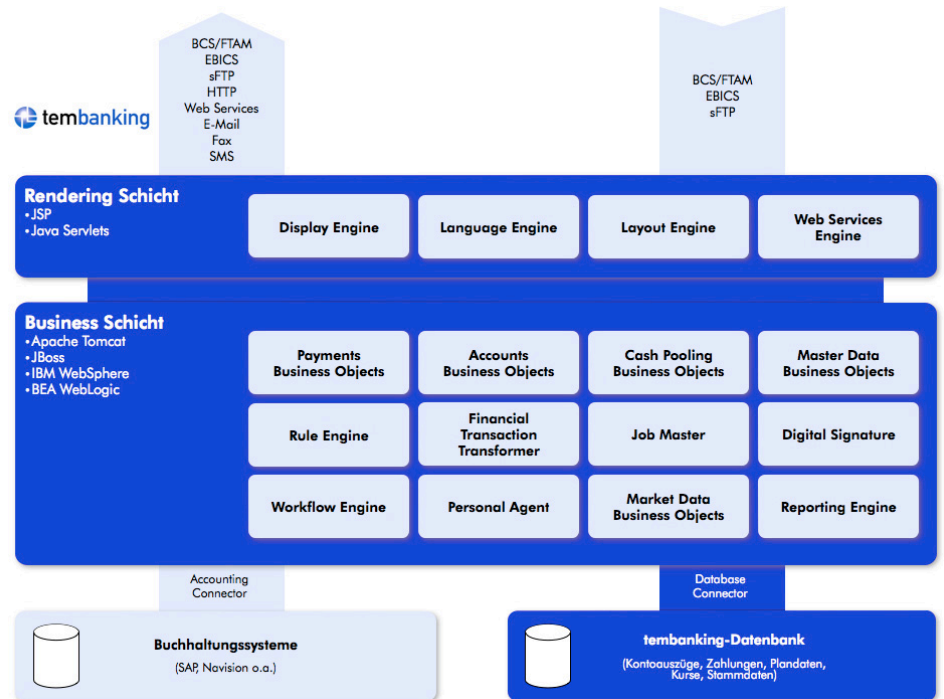 BCS/FTAM
EBICS
sFTP
HTTP
Web Services
E-Mail
Fax
SMS
BCS/FTAM
EBICS
sFTP
tembanking
Rendering Schicht
•JSP
•Java Servlets
Display Engine
Language Engine
Layout Engine
Web Services
Engine
Business Schicht
•Apache Tomcat
•JBoss
•IBM WebSphere
•BEA WebLogic
Payments
Business Objects
Accounts
Business Objects
Cash Pooling
Business Objects
Master Data
Business Objects
Rule Engine
Financial
Transaction
Transformer
Job Master
Digital Signature
Workflow Engine
Personal Agent
Market Data
Business Objects
Reporting Engine
Accounting
Connector
Database
Connector
Buchhaltungssysteme
(SAP, Navision o.a.)
tembanking-Datenbank
(Kontoauszüge, Zahlungen, Plandaten,
Kurse, Stammdaten)